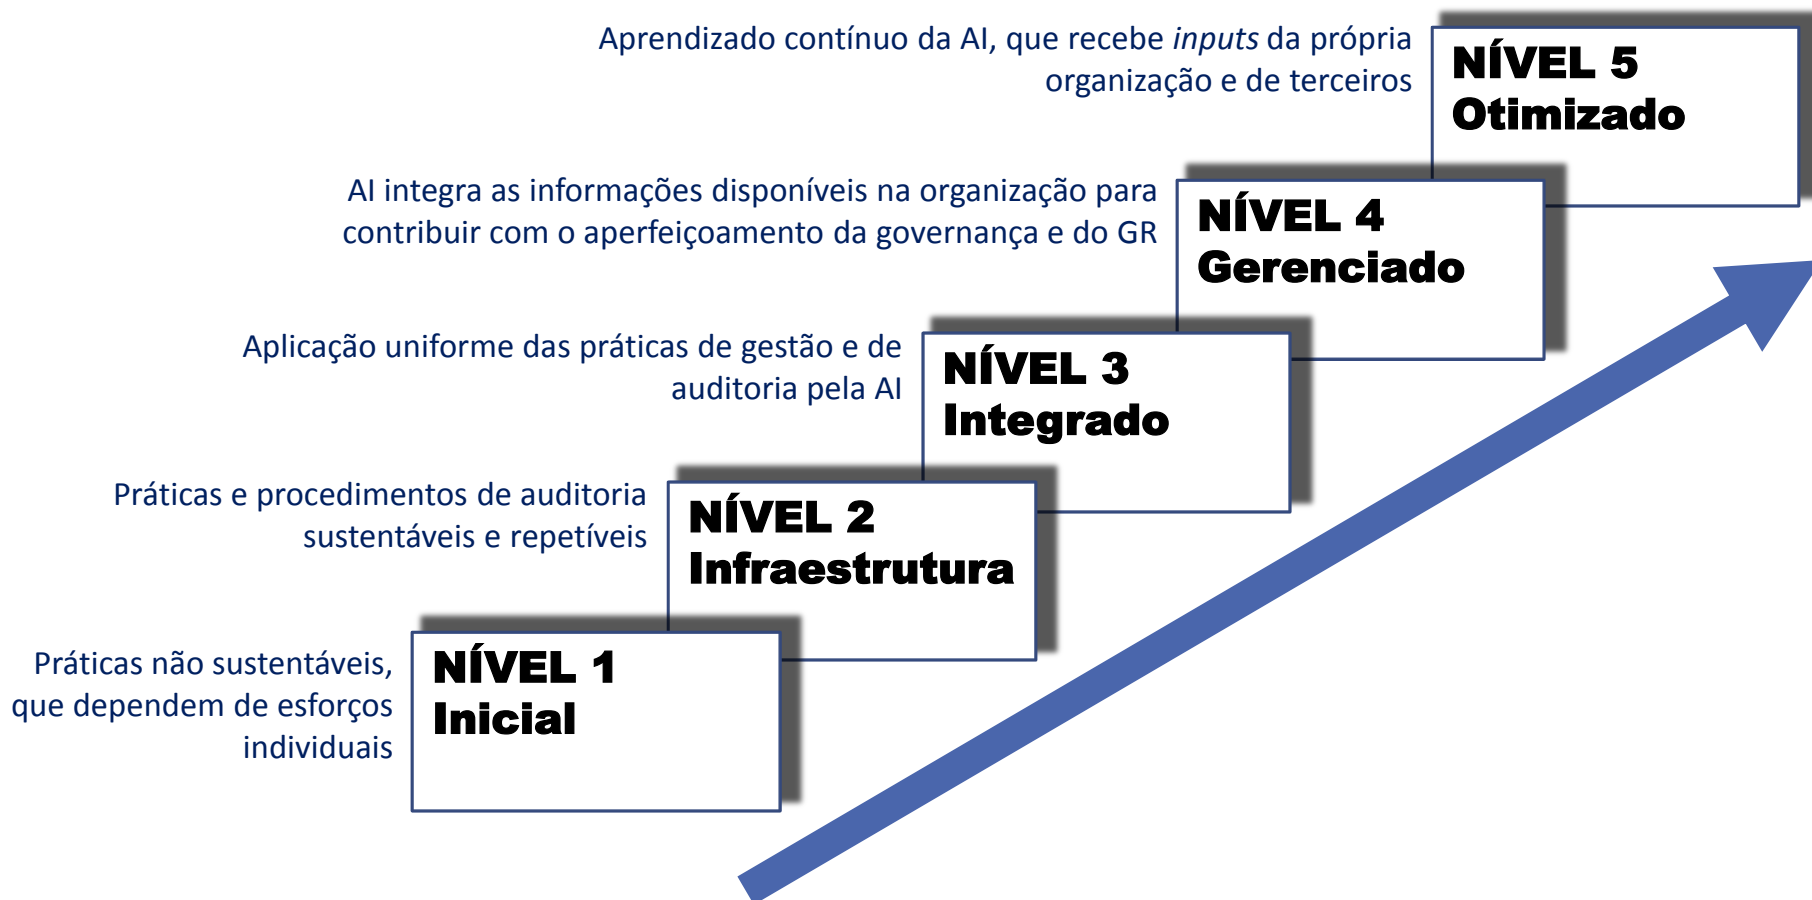 Aprendizado contínuo da AI, que recebe inputs da própria
organização e de terceiros
NÍVEL 5
Otimizado
AI integra as informações disponíveis na organização para
contribuir com o aperfeiçoamento da governança e do GR
NÍVEL 4
Gerenciado
Aplicação uniforme das práticas de gestão e de
auditoria pela AI
NÍVEL 3
Integrado
Práticas e procedimentos de auditoria
sustentáveis e repetíveis
NÍVEL 2
Infraestrutura
Práticas não sustentáveis,
que dependem de esforços
individuais
NÍVEL 1
Inicial